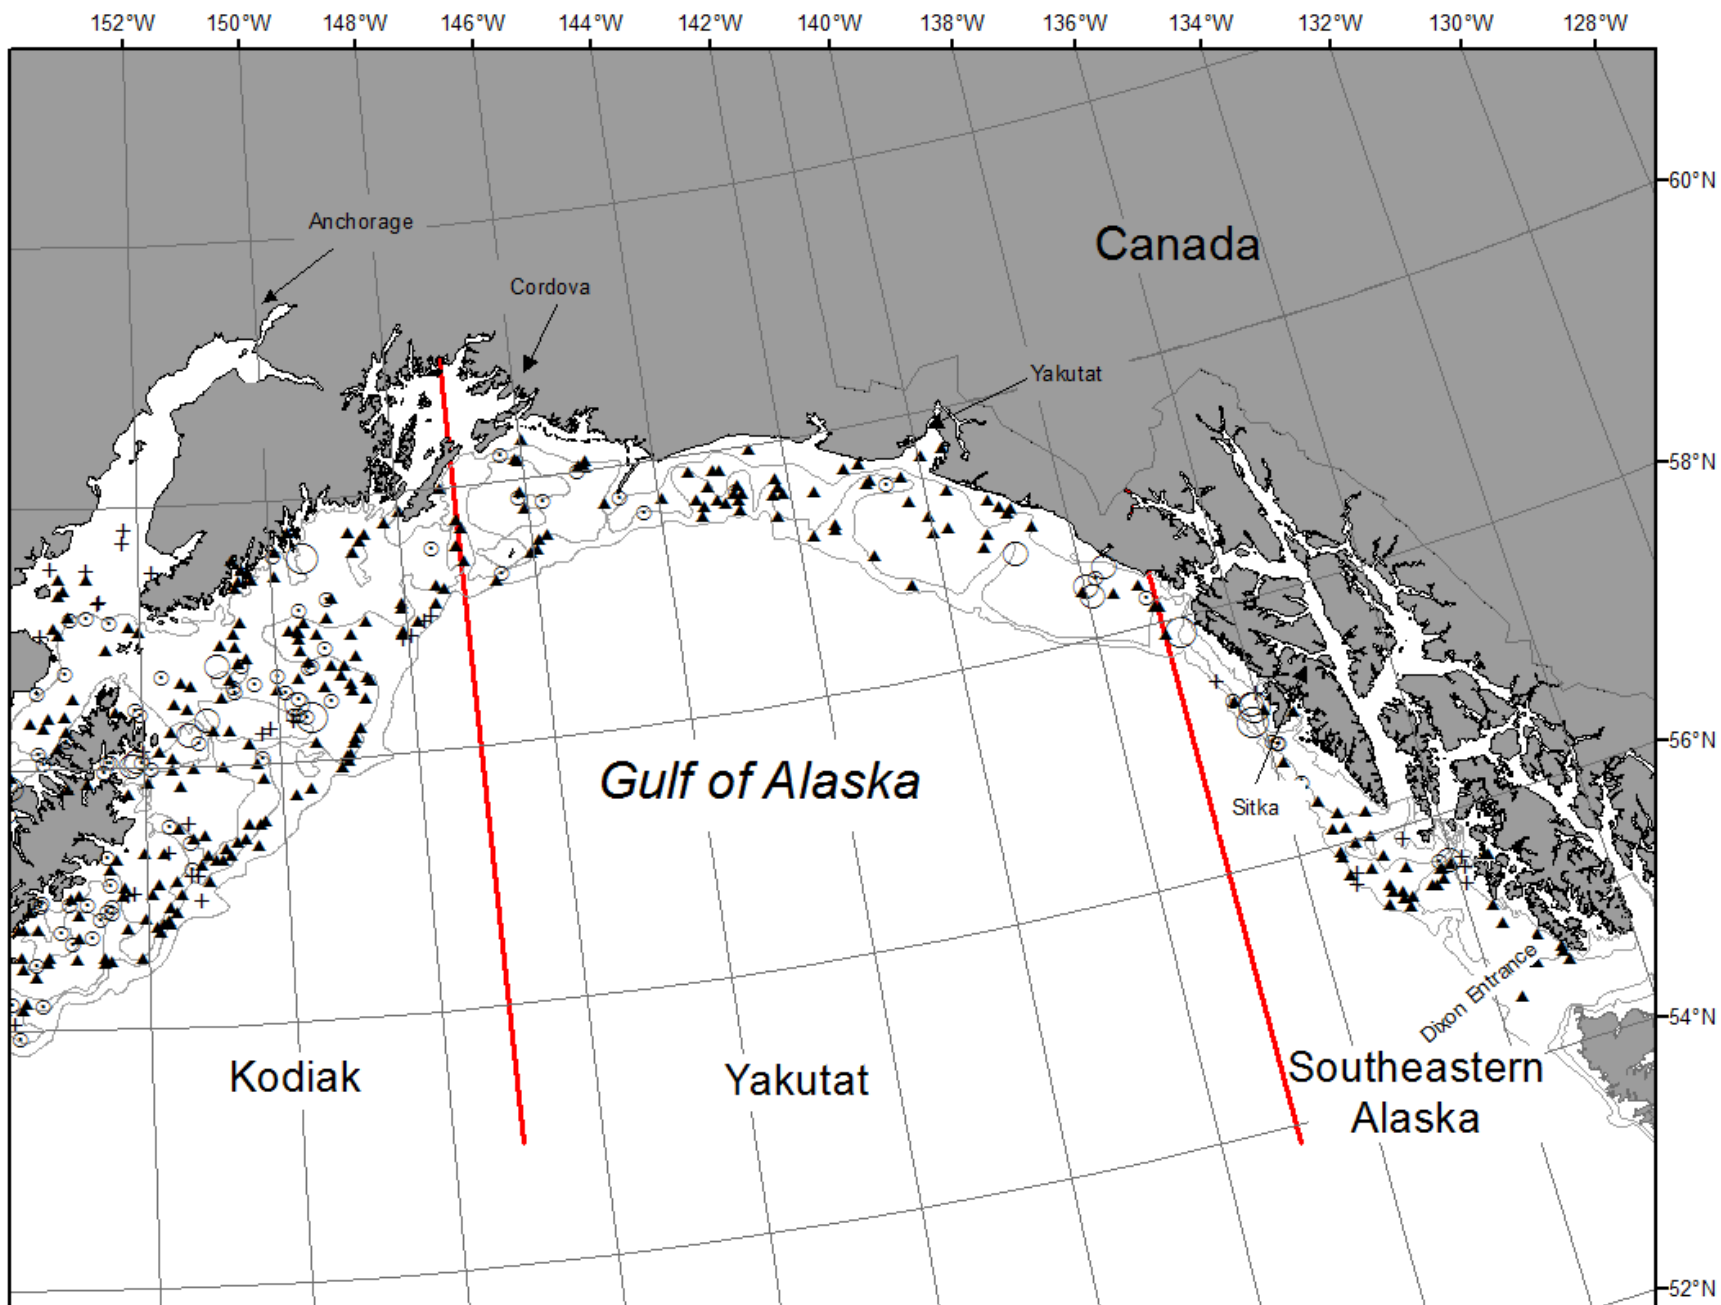 152°W 150°W 148°W 146°W 144°W 142°W 140°W 138°W 136°W 134°W 132°W 130°W 128°W
60°N
Anchorage
Canada
Cordova
Yakutat
58°N
56°N
Gulf of Alaska
Sitka
Dixon Entrance
54°N
Kodiak
Yakutat
Southeastern
Alaska
52°N